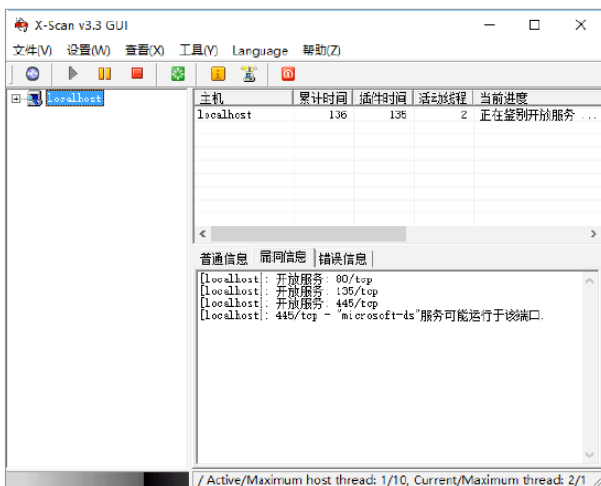 X-Scan v3.3 GUI
文件(V) 设置(W) 查看(X) 工具(Y) Language 帮助(Z)
localhost
主机 累计时间 插件时间 活动线程 当前进度
localhost 136 135 2 正在鉴别开放服务 ...
普通信息 漏洞信息 错误信息
[localhost]: 开放服务: 80/tcp
[localhost]: 开放服务: 135/tcp
[localhost]: 开放服务: 445/tcp
[localhost]: 445/tcp - "microsoft-ds"服务可能运行于该端口.
/ Active/Maximum host thread: 1/10, Current/Maximum thread: 2/1